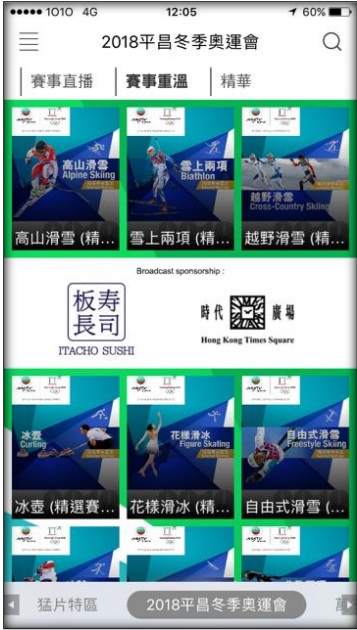 1O1O 4G 12:05 60%
2018平昌冬季奧運會
賽事直播 賽事重溫 精華
高山滑雪
Alpine Skiing
雪上兩項
Biathlon
越野滑雪
Cross-Country Skiing
高山滑雪 (精... 雪上兩項 (精... 越野滑雪 (精...
Broadcast sponsorship :
板寿
長司
ITACHO SUSHI
時代 廣場
Hong Kong Times Square
冰壺
Curling
花樣滑冰
Figure Skating
自由式滑雪
Freestyle Skiing
冰壺 (精選賽... 花樣滑冰 (精... 自由式滑雪 (...
猛片特區 2018平昌冬季奧運會